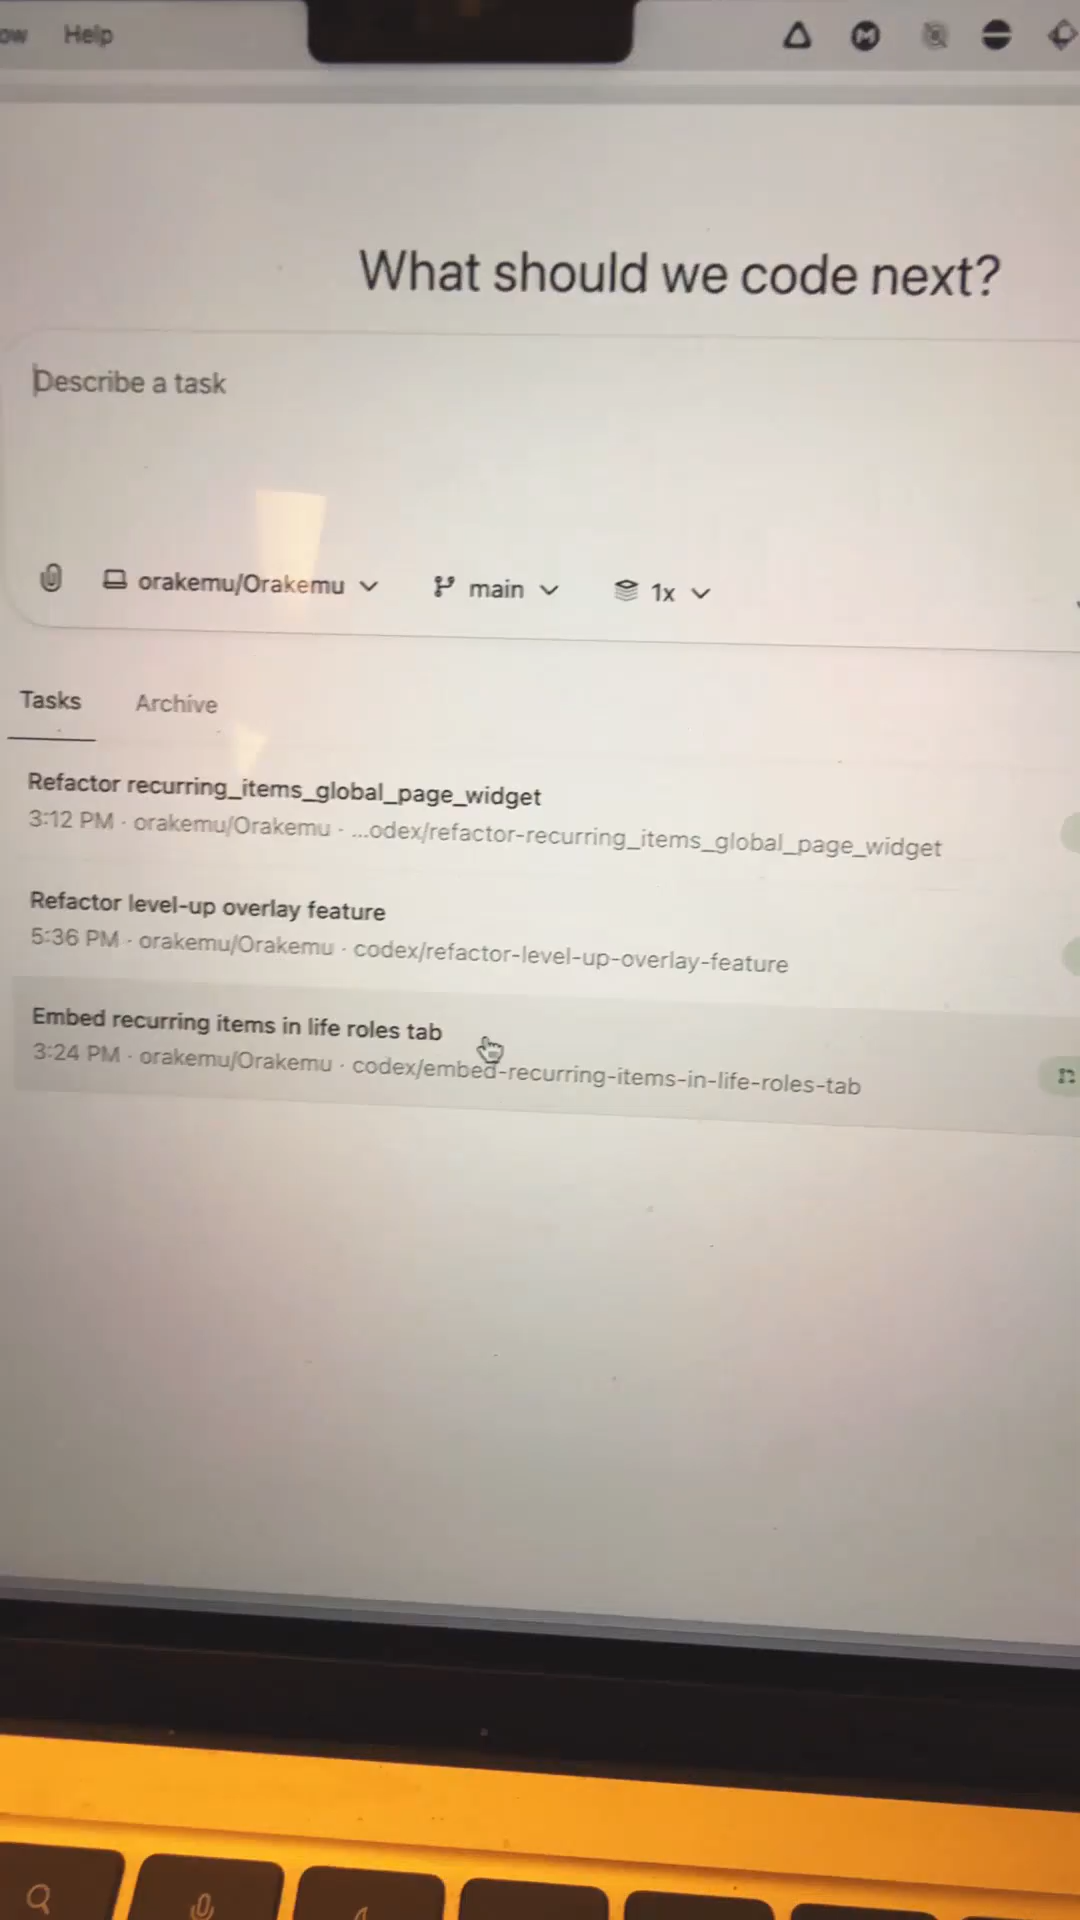 Help
What should we code next?
Describe a task
orakemu/Orakemu main 1x
Tasks Archive
Refactor recurring_items_global_page_widget
3:12 PM · orakemu/Orakemu · ...odex/refactor-recurring_items_global_page_widget
Refactor level-up overlay feature
5:36 PM · orakemu/Orakemu · codex/refactor-level-up-overlay-feature
Embed recurring items in life roles tab
3:24 PM · orakemu/Orakemu · codex/embed-recurring-items-in-life-roles-tab